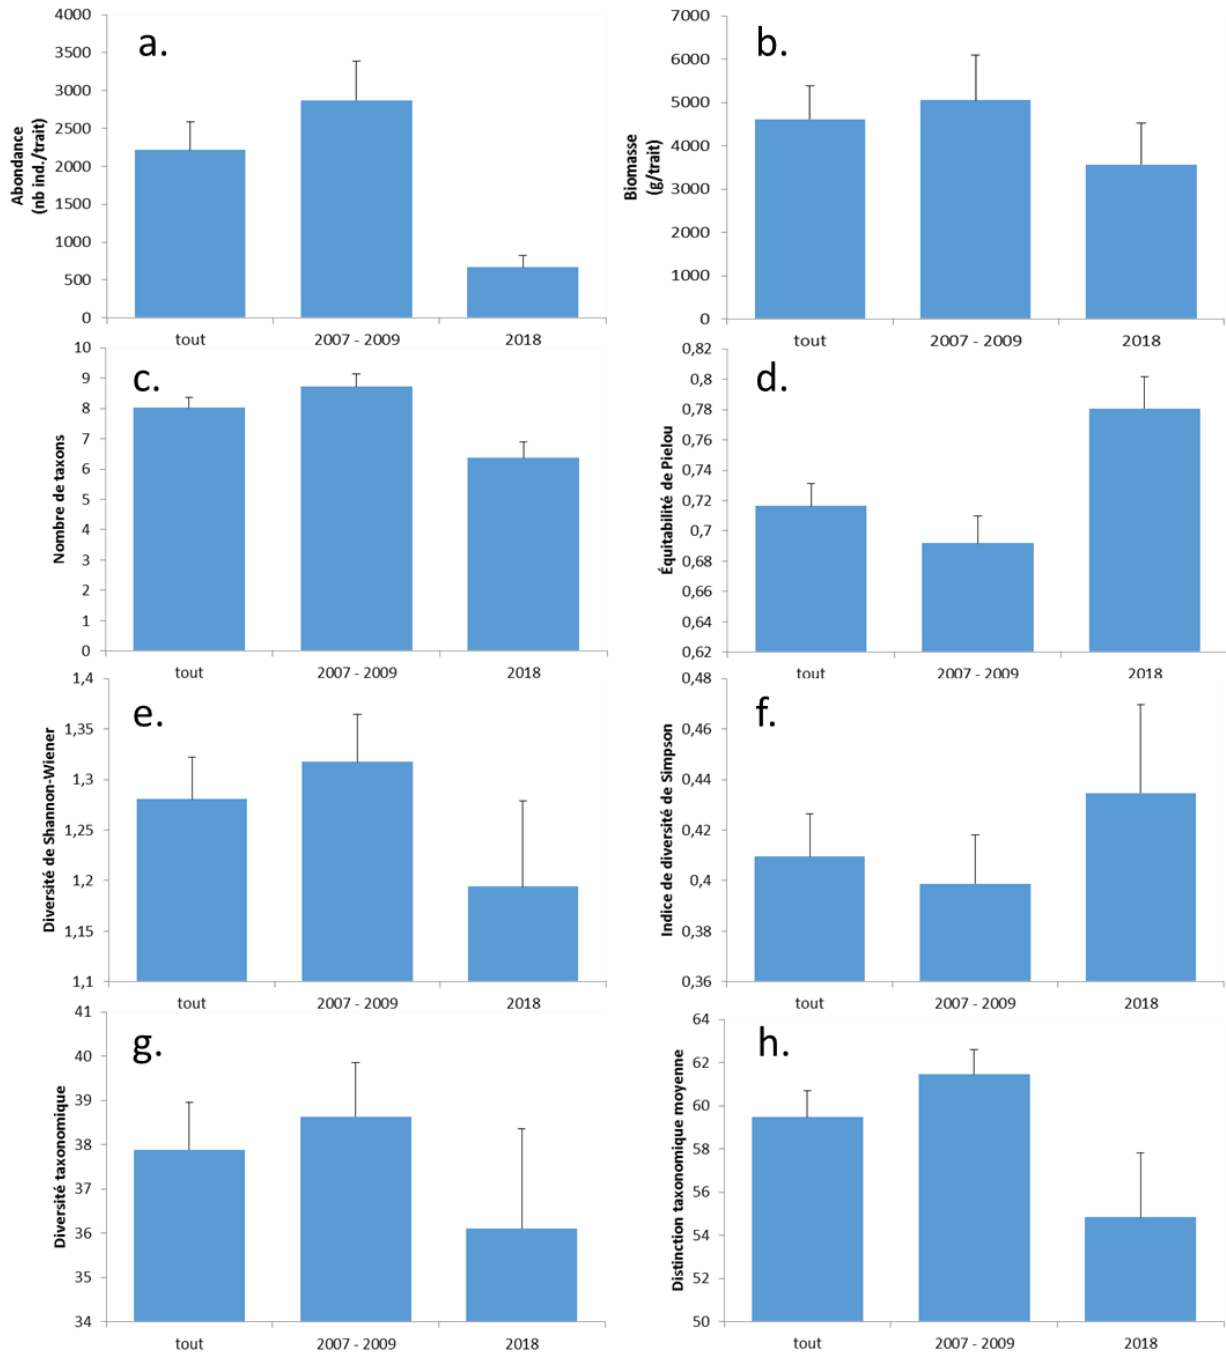 a.
Abondance
(nb ind./trait)
4000
3500
3000
2500
2000
1500
1000
500
0
tout
2007 - 2009
2018
b.
Biomasse
(g/trait)
7000
6000
5000
4000
3000
2000
1000
0
tout
2007 - 2009
2018
c.
Nombre de taxons
10
9
8
7
6
5
4
3
2
1
0
tout
2007 - 2009
2018
d.
Équitabilité de Pielou
0,82
0,8
0,78
0,76
0,74
0,72
0,7
0,68
0,66
0,64
0,62
tout
2007 - 2009
2018
e.
Diversité de Shannon-Wiener
1,4
1,35
1,3
1,25
1,2
1,15
1,1
tout
2007 - 2009
2018
f.
Indice de diversité de Simpson
0,48
0,46
0,44
0,42
0,4
0,38
0,36
tout
2007 - 2009
2018
g.
Diversité taxonomique
41
40
39
38
37
36
35
34
tout
2007 - 2009
2018
h.
Distinction taxonomique moyenne
64
62
60
58
56
54
52
50
tout
2007 - 2009
2018